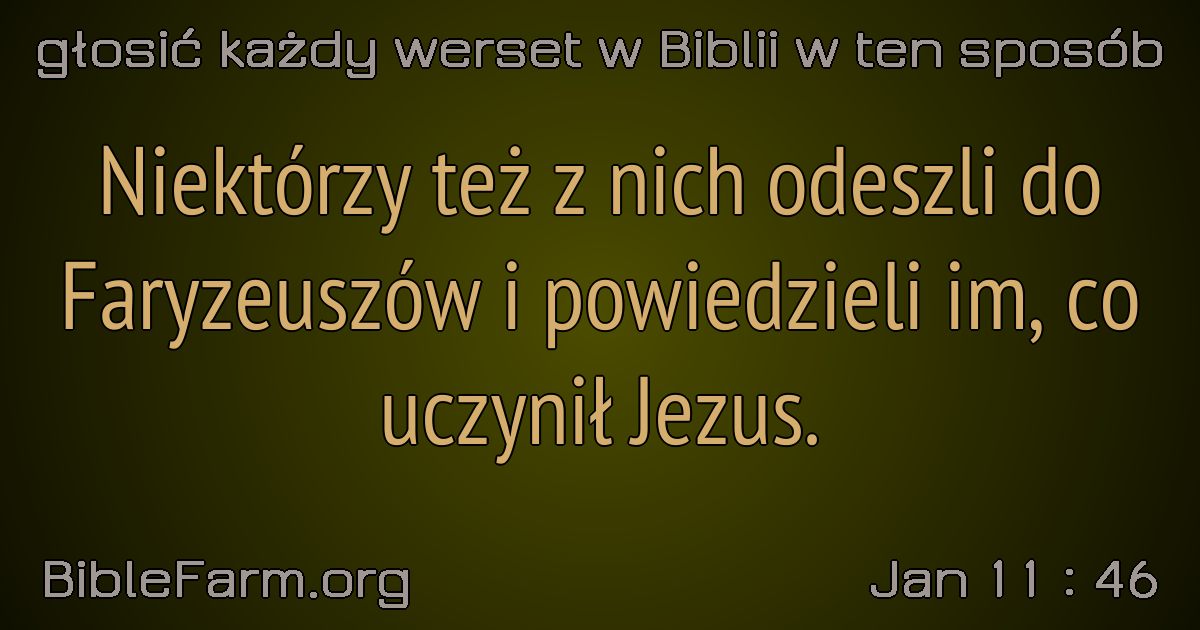 głosić każdy werset w Biblii w ten sposób
Niektórzy też z nich odeszli do
Faryzeuszów i powiedzieli im, co
uczynił Jezus.
BibleFarm.org
Jan 11 : 46